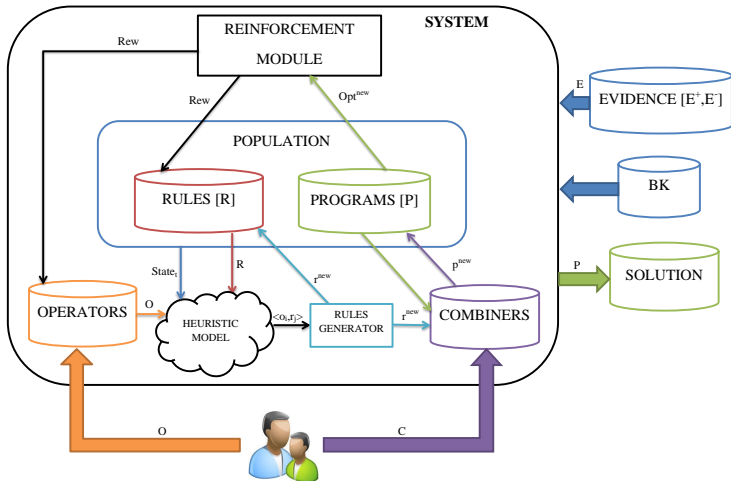 SYSTEM
REINFORCEMENT
MODULE
Rew
Rew
Opt^new
E
EVIDENCE [E⁺,E⁻]
POPULATION
RULES [R]
PROGRAMS [P]
BK
State_t
R
r^new
p^new
P
SOLUTION
OPERATORS
O
HEURISTIC
MODEL
<o_i,r_j>
RULES
GENERATOR
r^new
COMBINERS
O
C